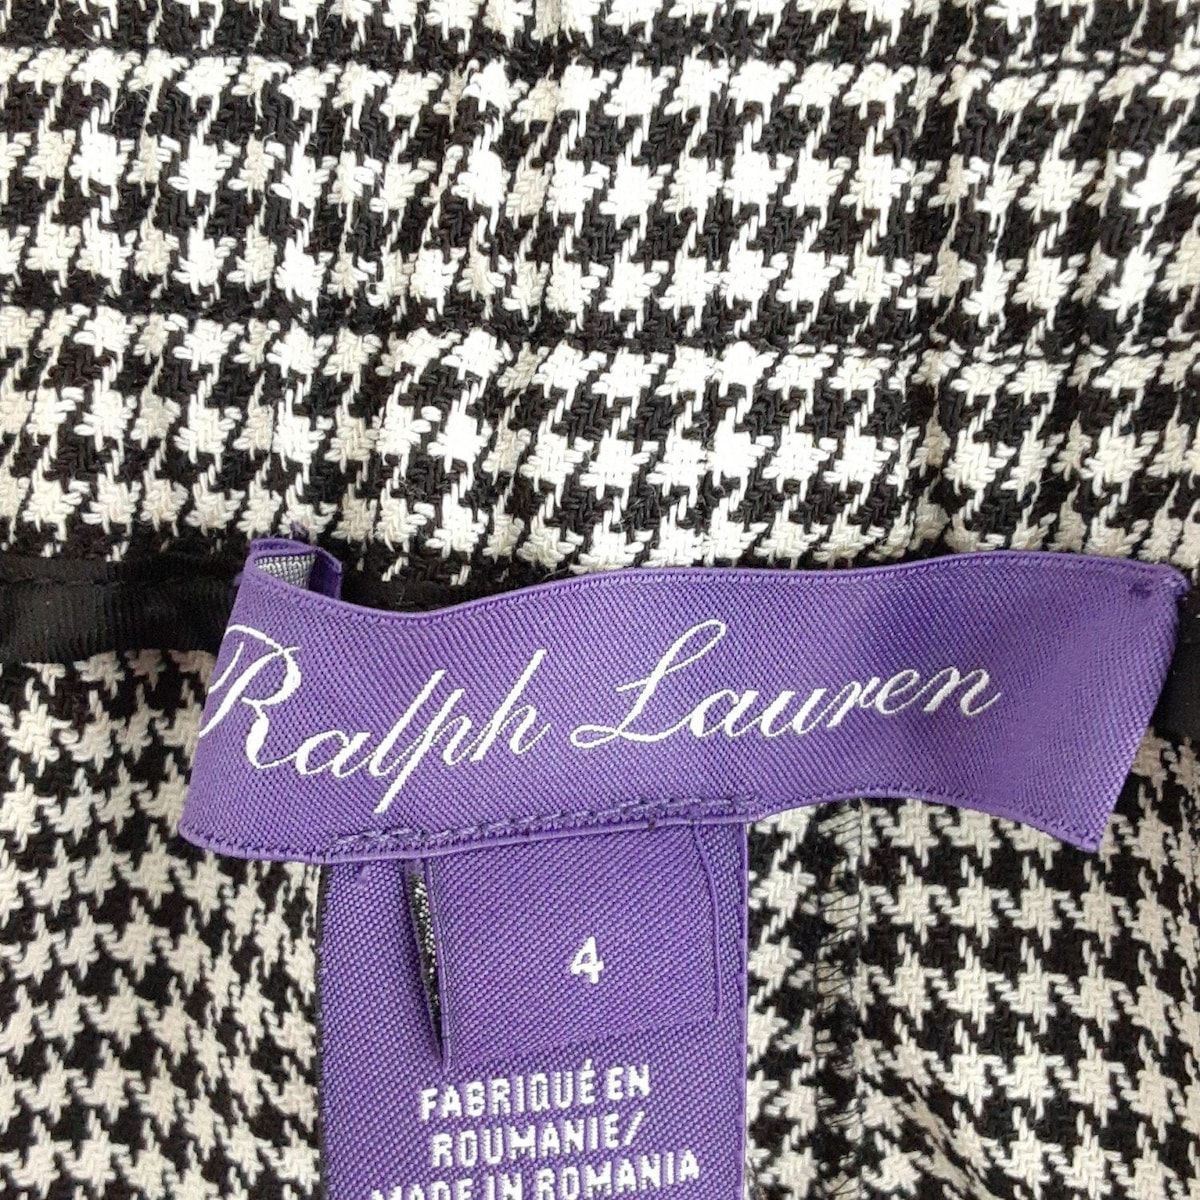 Ralph Lauren
4
FABRIQUÉ EN
ROUMANIE/
MADE IN ROMANIA